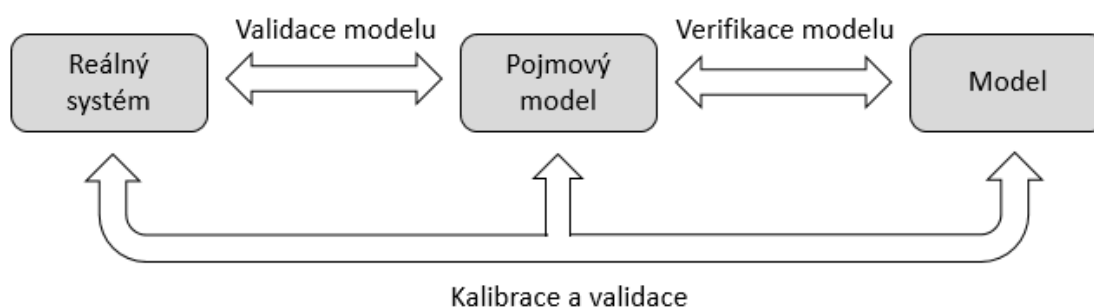 Validace modelu
Verifikace modelu
Reálný
systém
Pojmový
model
Model
Kalibrace a validace